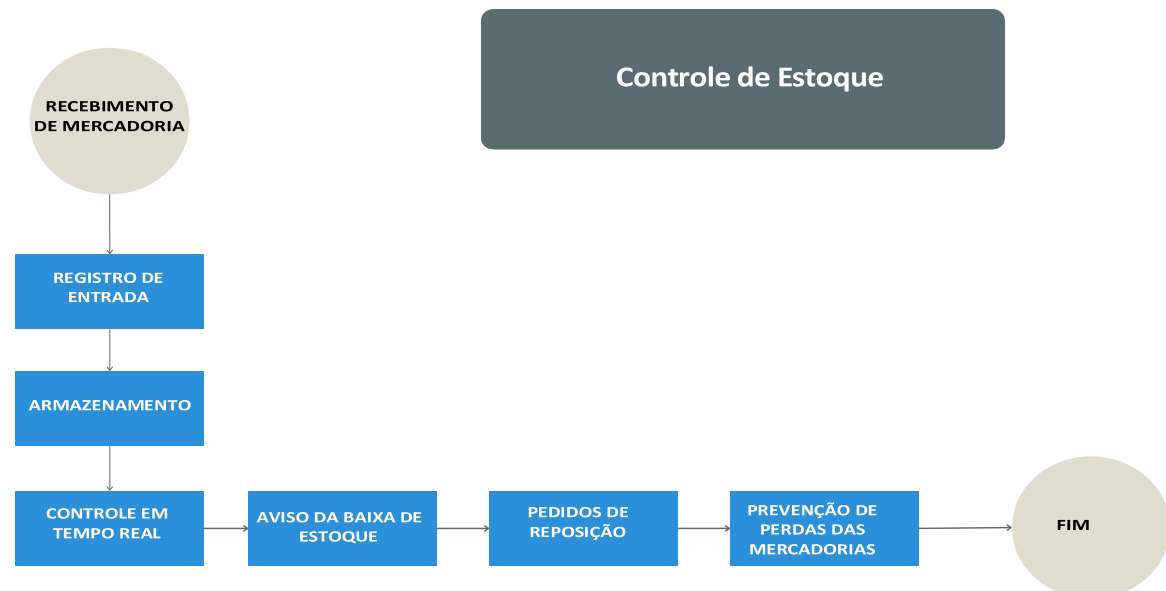 Controle de Estoque
RECEBIMENTO
DE MERCADORIA
REGISTRO DE
ENTRADA
ARMAZENAMENTO
CONTROLE EM
TEMPO REAL
AVISO DA BAIXA DE
ESTOQUE
PEDIDOS DE
REPOSIÇÃO
PREVENÇÃO DE
PERDAS DAS
MERCADORIAS
FIM